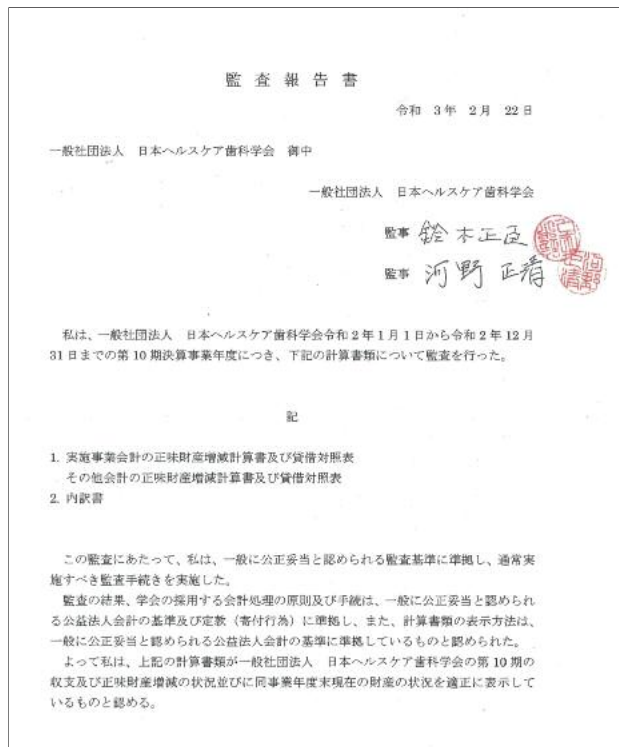 監査報告書
令和 3年 2月 22日
一般社団法人 日本ヘルスケア歯科学会 御中
一般社団法人 日本ヘルスケア歯科学会
監事 鈴木正臣
監事 河野正清
私は、一般社団法人 日本ヘルスケア歯科学会令和2年1月1日から令和2年12月
31日までの第10期決算事業年度につき、下記の計算書類について監査を行った。
記
1. 実施事業会計の正味財産増減計算書及び貸借対照表
その他会計の正味財産増減計算書及び貸借対照表
2. 内訳書
この監査にあたって、私は、一般に公正妥当と認められる監査基準に準拠し、通常実
施すべき監査手続きを実施した。
監査の結果、学会の採用する会計処理の原則及び手続は、一般に公正妥当と認められ
る公益法人会計の基準及び定款（寄付行為）に準拠し、また、計算書類の表示方法は、
一般に公正妥当と認められる公益法人会計の基準に準拠しているものと認められた。
よって私は、上記の計算書類が一般社団法人 日本ヘルスケア歯科学会の第10期の
収支及び正味財産増減の状況並びに同事業年度末現在の財産の状況を適正に表示して
いるものと認める。